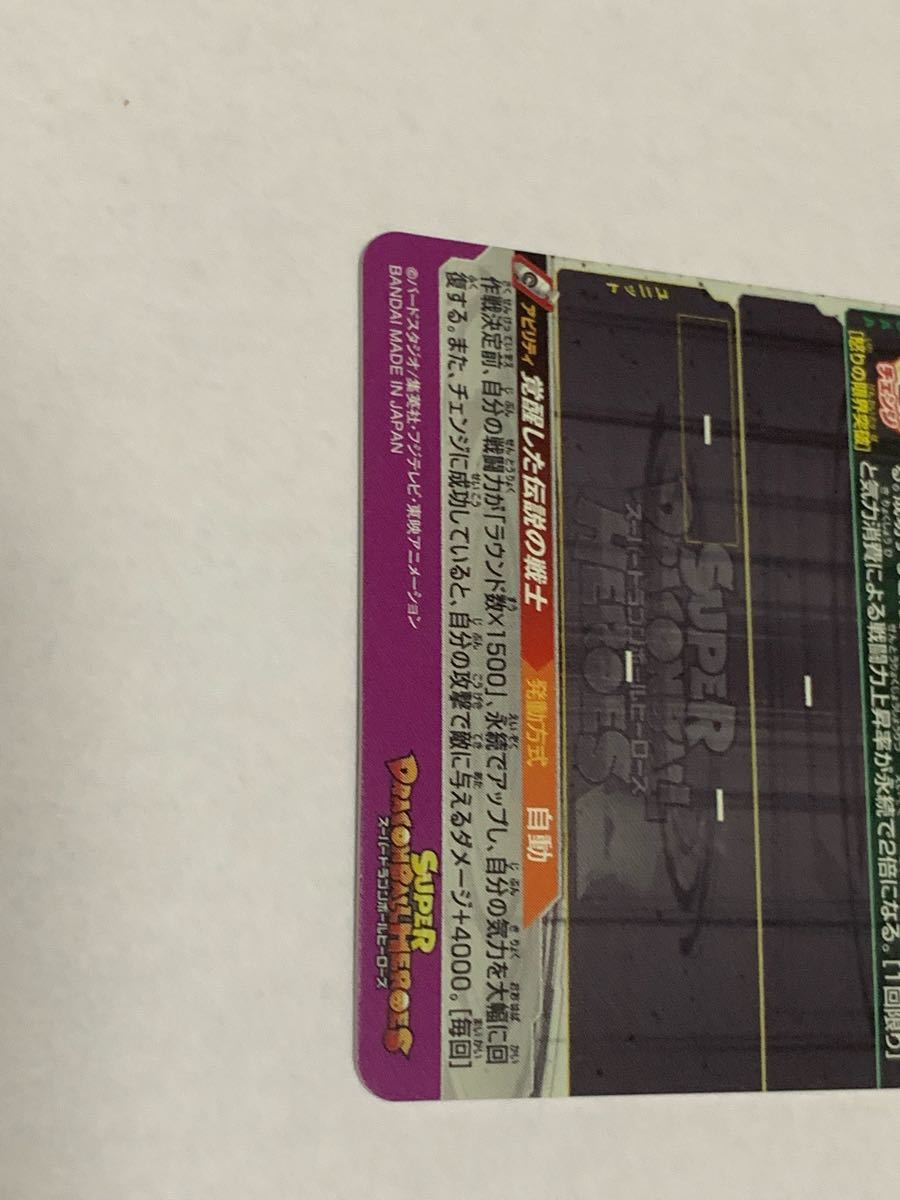 チェンジ
[怒りの限界突破]
と気力消費による戦闘力上昇率が永続で2倍になる。[1回限り]
ユニット
SUPER
DRAGONBALL
HEROES
スーパードラゴンボールヒーローズ
アビリティ 覚醒した伝説の戦士 発動方式 自動
作戦決定前、自分の戦闘力が「ラウンド数×1500」、永続でアップし、自分の気力を大幅に回
復する。また、チェンジに成功していると、自分の攻撃で敵に与えるダメージ+4000。[毎回]
©バードスタジオ/集英社・フジテレビ・東映アニメーション
BANDAI MADE IN JAPAN
SUPER
DRAGONBALL HEROES
スーパードラゴンボールヒーローズ